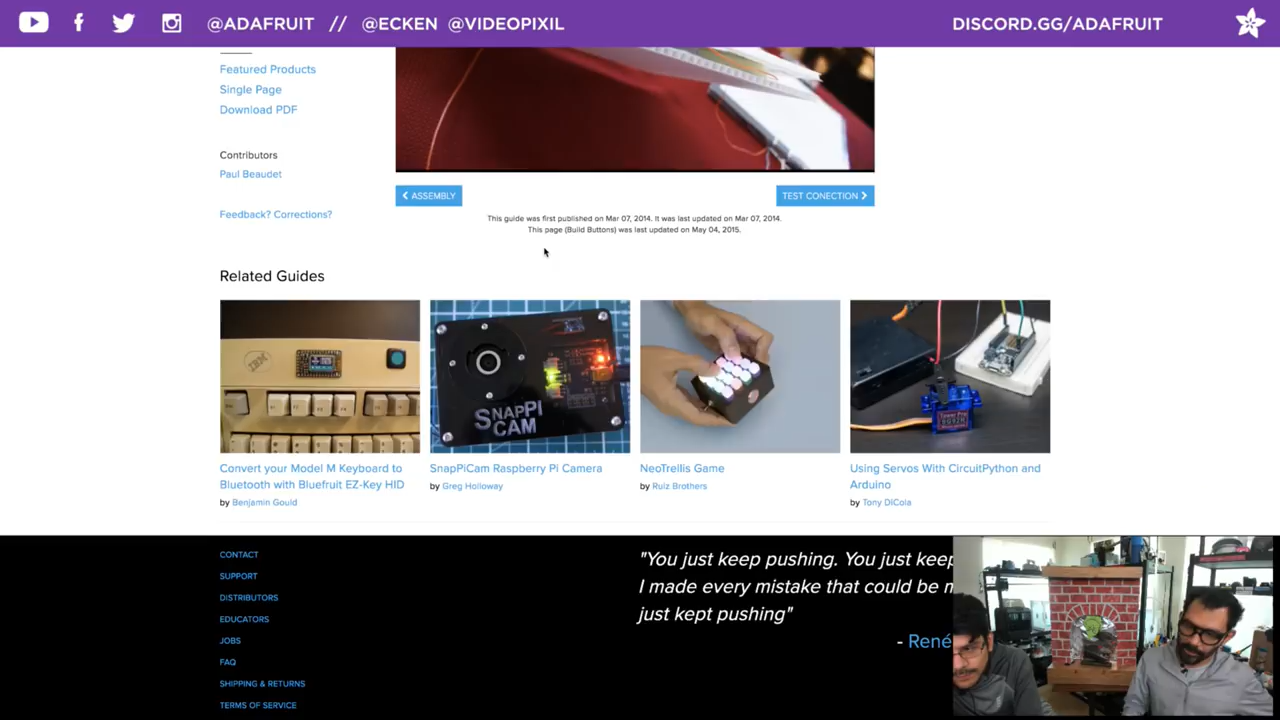 @ADAFRUIT // @ECKEN @VIDEOPIXIL
DISCORD.GG/ADAFRUIT
Featured Products
Single Page
Download PDF
Contributors
Paul Beaudet
Feedback? Corrections?
ASSEMBLY
TEST CONECTION
This guide was first published on Mar 07, 2014. It was last updated on Mar 07, 2014.
This page (Build Buttons) was last updated on May 04, 2015.
Related Guides
IBM
SNAPPI
CAM
Convert your Model M Keyboard to
Bluetooth with Bluefruit EZ-Key HID
by Benjamin Gould
SnapPiCam Raspberry Pi Camera
by Greg Holloway
NeoTrellis Game
by Ruiz Brothers
Using Servos With CircuitPython and
Arduino
by Tony DiCola
CONTACT
SUPPORT
DISTRIBUTORS
EDUCATORS
JOBS
FAQ
SHIPPING & RETURNS
TERMS OF SERVICE
"You just keep pushing. You just keep
I made every mistake that could be m
just kept pushing"
- René